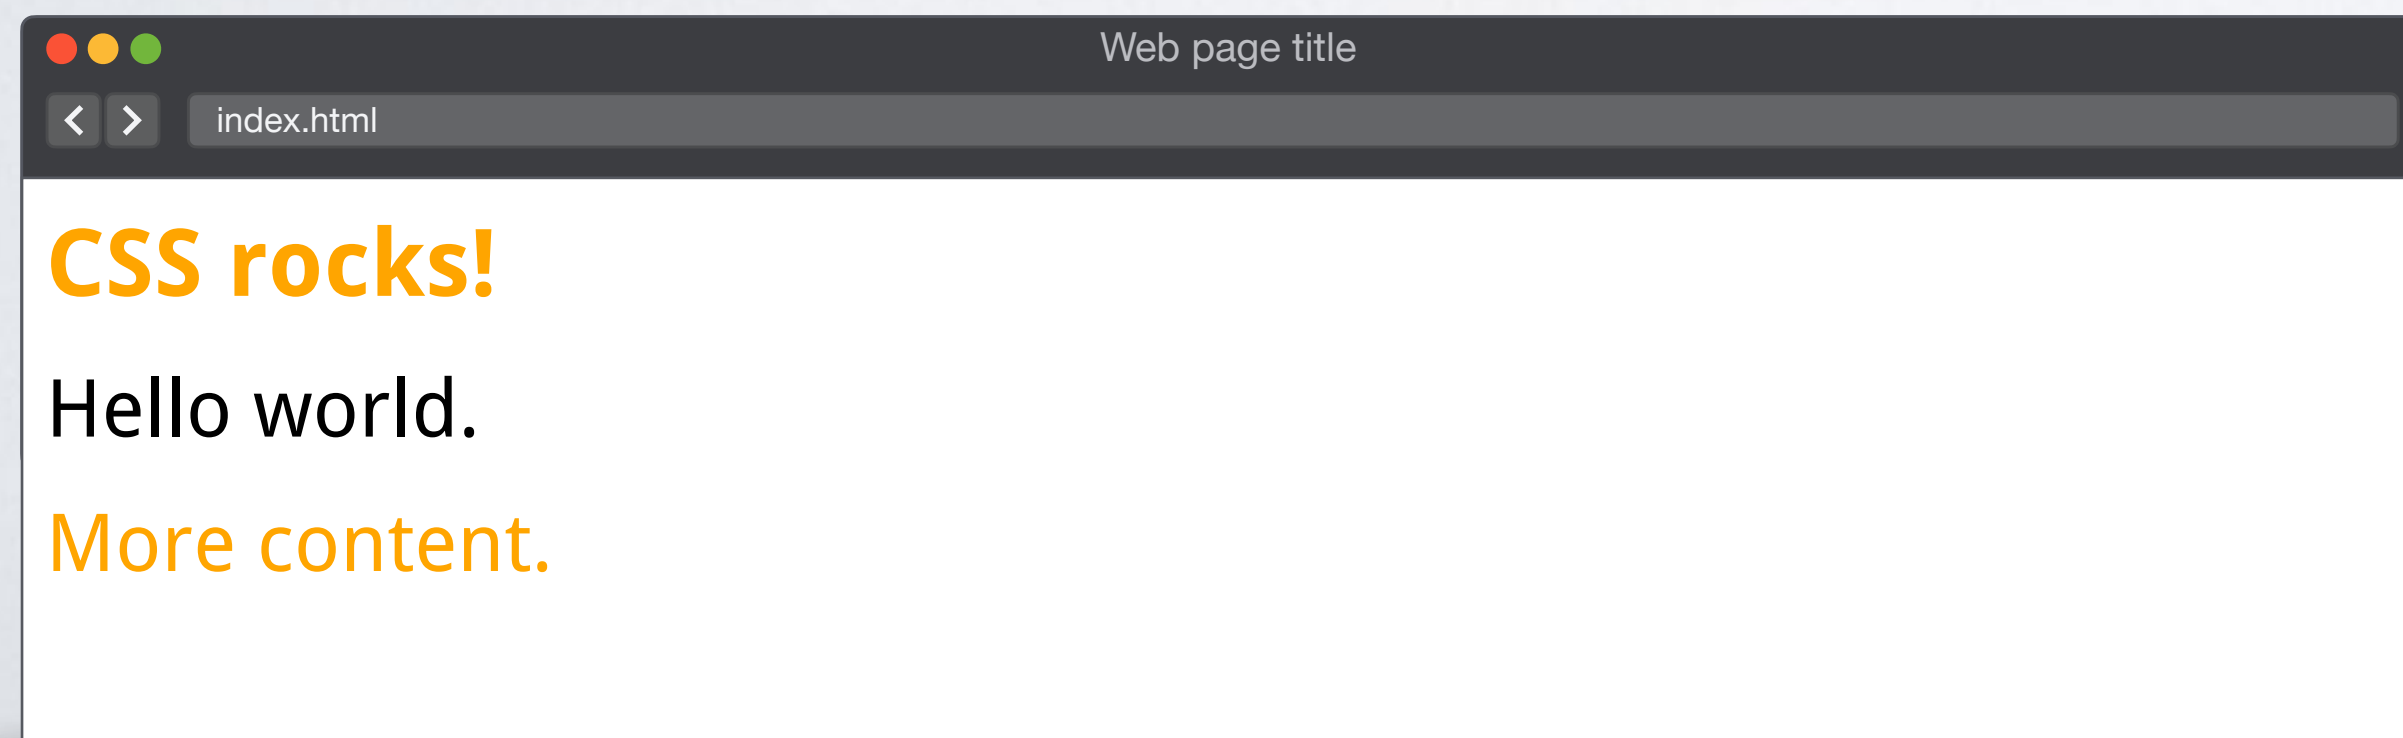 Web page title
index.html
CSS rocks!
Hello world.
More content.